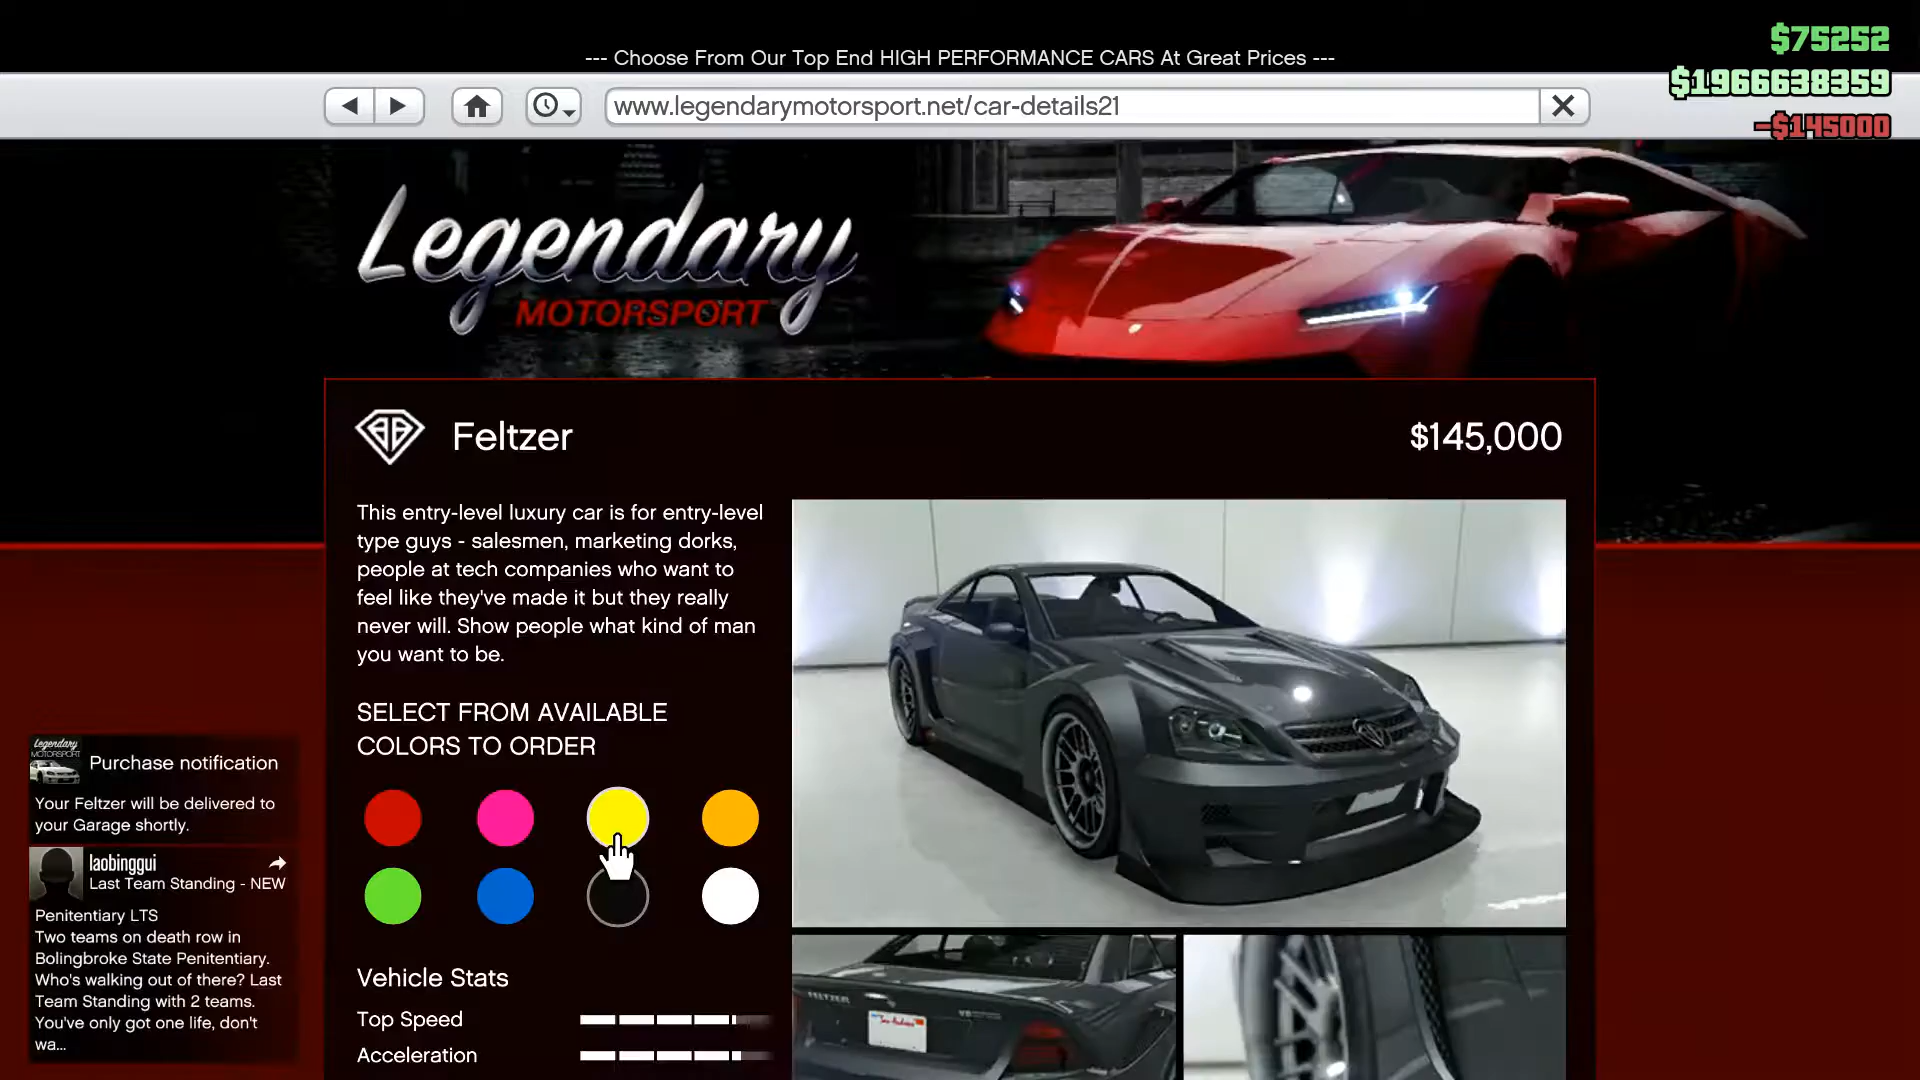 $75252
--- Choose From Our Top End HIGH PERFORMANCE CARS At Great Prices ---
$1966638359
www.legendarymotorsport.net/car-details21
-$145000
Legendary
MOTORSPORT
Feltzer
$145,000
This entry-level luxury car is for entry-level
type guys - salesmen, marketing dorks,
people at tech companies who want to
feel like they've made it but they really
never will. Show people what kind of man
you want to be.
SELECT FROM AVAILABLE
COLORS TO ORDER
Vehicle Stats
Top Speed
Acceleration
Legendary
MOTORSPORT
Purchase notification
Your Feltzer will be delivered to
your Garage shortly.
laobinggui
Last Team Standing - NEW
Penitentiary LTS
Two teams on death row in
Bolingbroke State Penitentiary.
Who's walking out of there? Last
Team Standing with 2 teams.
You've only got one life, don't
wa...
FELTZER